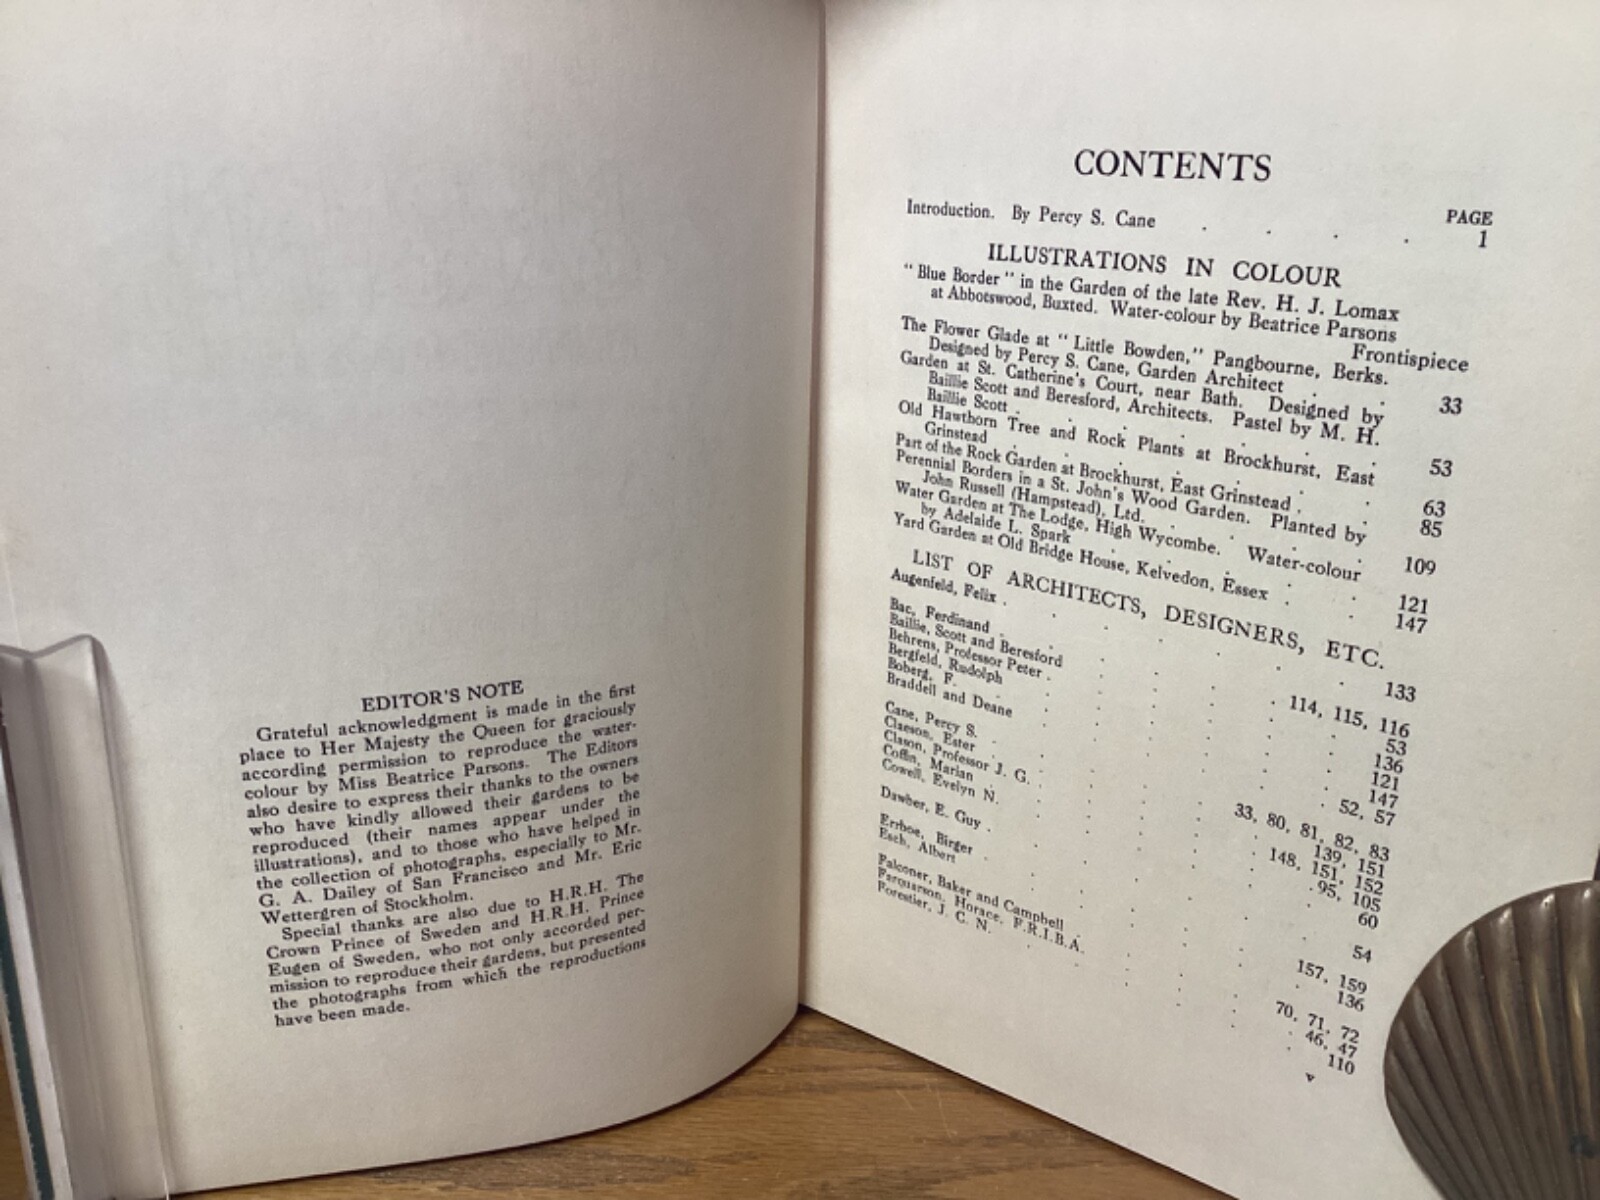 EDITOR'S NOTE
Grateful acknowledgment is made in the first
place to Her Majesty the Queen for graciously
according permission to reproduce the water-
colour by Miss Beatrice Parsons. The Editors
also desire to express their thanks to the owners
who have kindly allowed their gardens to be
reproduced (their names appear under the
illustrations), and to those who have helped in
the collection of photographs, especially to Mr.
G. A. Dailey of San Francisco and Mr. Eric
Wettergren of Stockholm.
Special thanks are also due to H.R.H. The
Crown Prince of Sweden and H.R.H. Prince
Eugen of Sweden, who not only accorded per-
mission to reproduce their gardens, but presented
the photographs from which the reproductions
have been made.
CONTENTS
PAGE
Introduction. By Percy S. Cane . . . . 1
ILLUSTRATIONS IN COLOUR
" Blue Border " in the Garden of the late Rev. H. J. Lomax
at Abbotswood, Buxted. Water-colour by Beatrice Parsons
Frontispiece
The Flower Glade at " Little Bowden," Pangbourne, Berks.
Designed by Percy S. Cane, Garden Architect . . 33
Garden at St. Catherine's Court, near Bath. Designed by
Baillie Scott and Beresford, Architects. Pastel by M. H.
Baillie Scott . . . . . . . 53
Old Hawthorn Tree and Rock Plants at Brockhurst, East
Grinstead . . . . . . . 63
Part of the Rock Garden at Brockhurst, East Grinstead . . 85
Perennial Borders in a St. John's Wood Garden. Planted by
John Russell (Hampstead), Ltd. . . . . 109
Water Garden at The Lodge, High Wycombe. Water-colour
by Adelaide L. Spark . . . . . 121
Yard Garden at Old Bridge House, Kelvedon, Essex . . 147
LIST OF ARCHITECTS, DESIGNERS, ETC.
Augenfeld, Felix . . . . . . . 133
Bac, Ferdinand . . . . . 114, 115, 116
Baillie, Scott and Beresford . . . . . 53
Behrens, Professor Peter . . . . . 136
Bergfeld, Rudolph . . . . . 121
Boberg, F. . . . . . 147
Braddell and Deane . . . . . 52, 57
Cane, Percy S. . . . . 33, 80, 81, 82, 83
Claeson, Ester . . . . . 139, 151
Clason, Professor J. G. . . . . 148, 151, 152
Coffin, Marian . . . . . 95, 105
Cowell, Evelyn N. . . . . . 60
Dawber, E. Guy . . . . . . 54
Errboe, Birger . . . . . 157, 159
Esch, Albert . . . . . 136
Falconer, Baker and Campbell . . . . 70, 71, 72
Farquarson, Horace, F.R.I.B.A. . . . . 46, 47
Forestier, J. C. N. . . . . . 110
v